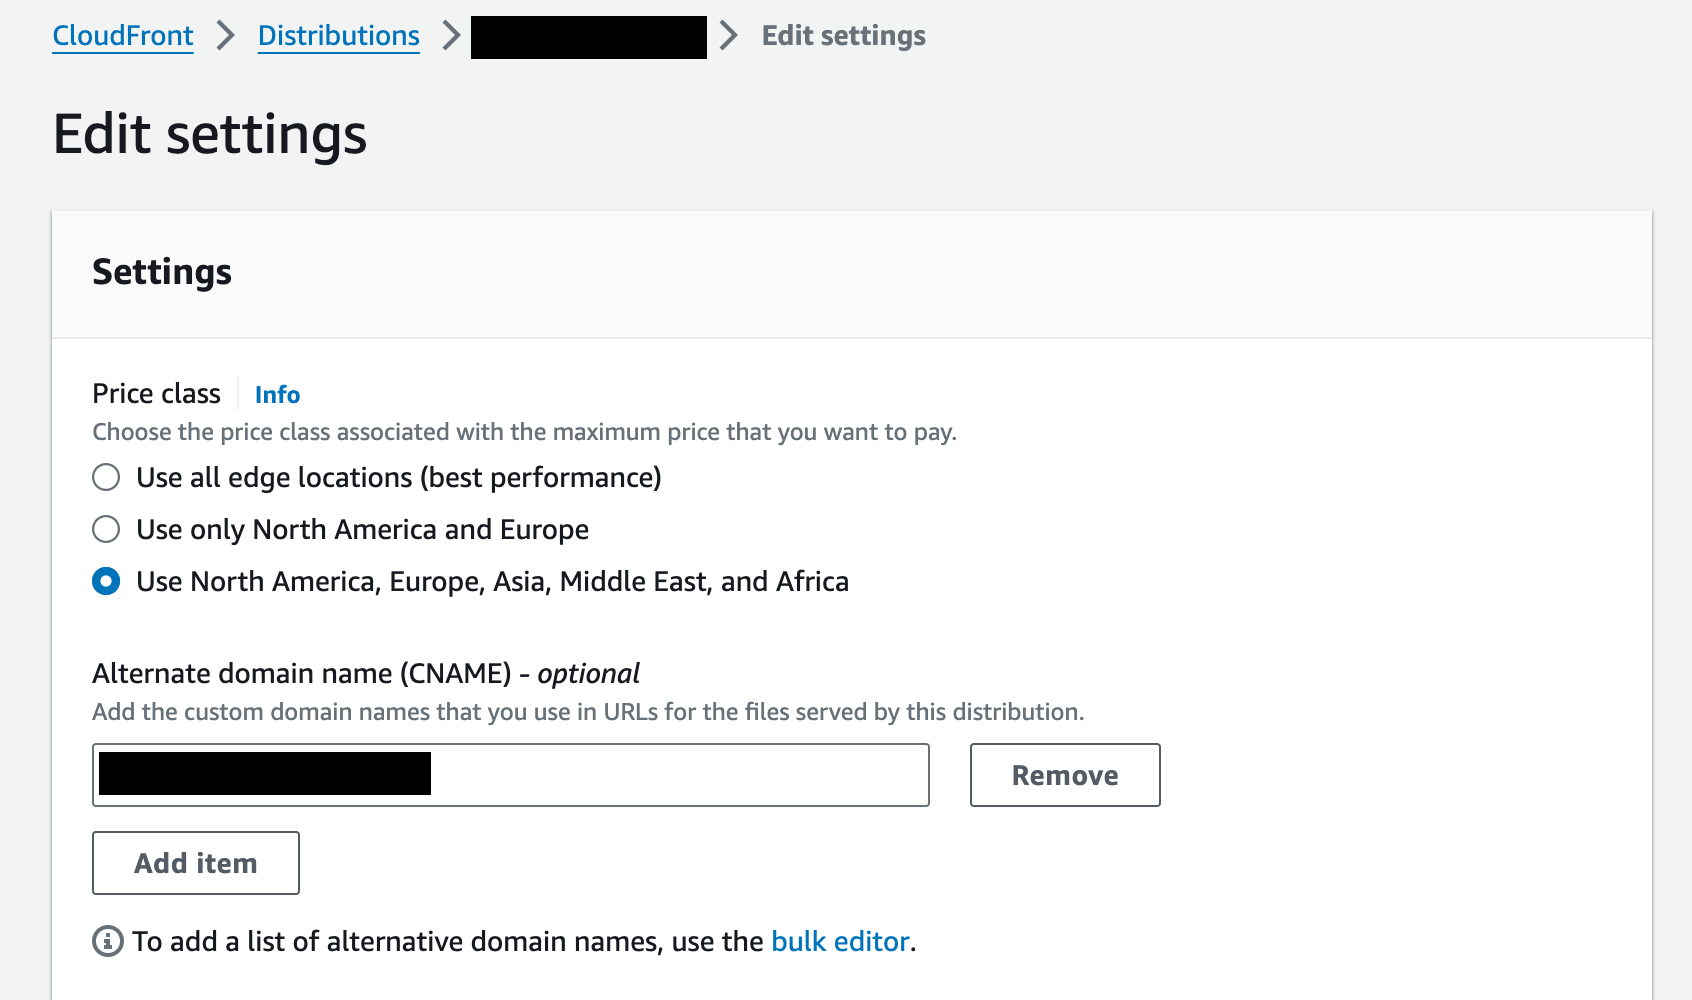 CloudFront > Distributions > > Edit settings
Edit settings
Settings
Price class Info
Choose the price class associated with the maximum price that you want to pay.
Use all edge locations (best performance)
Use only North America and Europe
Use North America, Europe, Asia, Middle East, and Africa
Alternate domain name (CNAME) - optional
Add the custom domain names that you use in URLs for the files served by this distribution.
Remove
Add item
To add a list of alternative domain names, use the bulk editor.